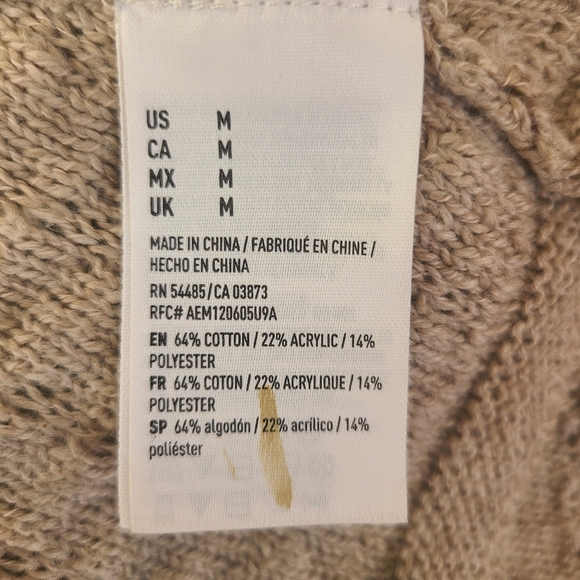 US M
CA M
MX M
UK M
MADE IN CHINA / FABRIQUÉ EN CHINE /
HECHO EN CHINA
RN 54485/CA 03873
RFC# AEM120605U9A
EN 64% COTTON / 22% ACRYLIC / 14%
POLYESTER
FR 64% COTON / 22% ACRYLIQUE / 14%
POLYESTER
SP 64% algodón / 22% acrílico / 14%
poliéster